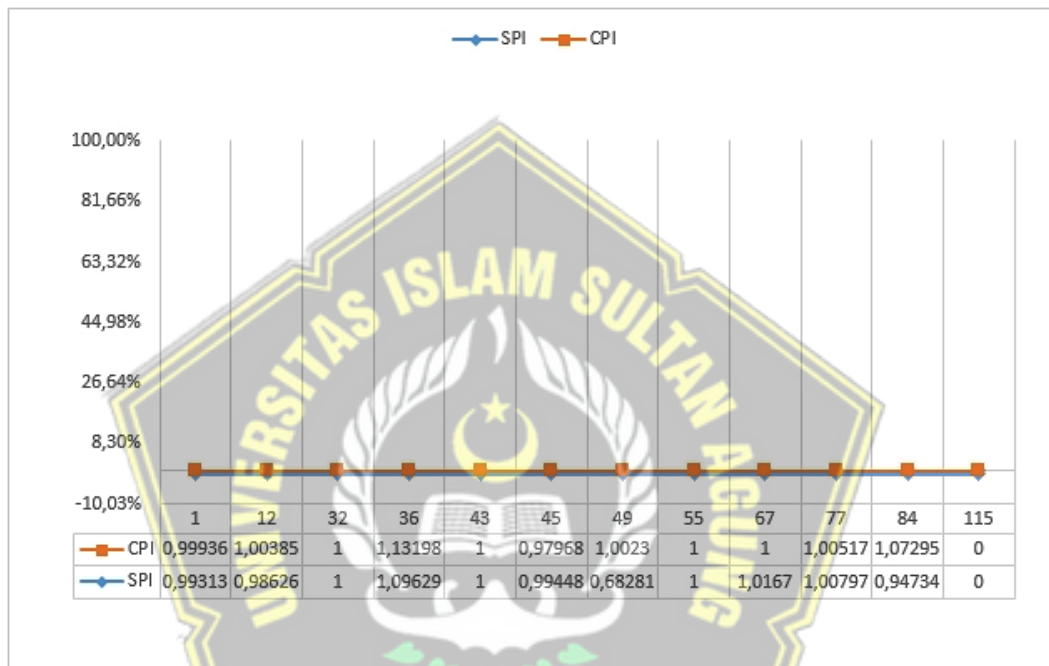 SPI CPI
100,00%
81,66%
63,32%
44,98%
26,64%
8,30%
-10,03%
1 12 32 36 43 45 49 55 67 77 84 115
CPI 0,99936 1,00385 1 1,13198 1 0,97968 1,0023 1 1 1,00517 1,07295 0
SPI 0,99313 0,98626 1 1,09629 1 0,99448 0,68281 1 1,0167 1,00797 0,94734 0
UNIVERSITAS ISLAM SULTAN AGUNG